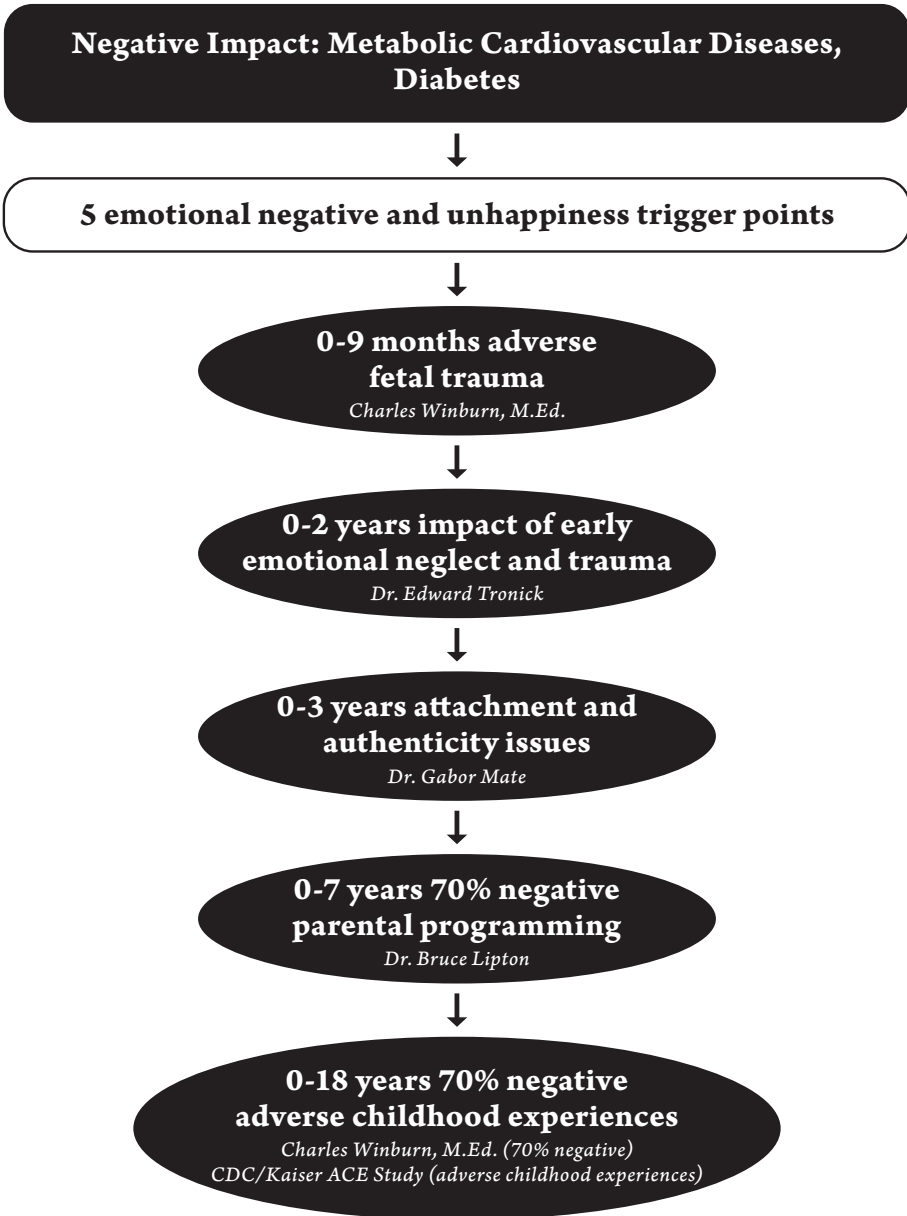 Negative Impact: Metabolic Cardiovascular Diseases,
Diabetes
5 emotional negative and unhappiness trigger points
0-9 months adverse
fetal trauma
Charles Winburn, M.Ed.
0-2 years impact of early
emotional neglect and trauma
Dr. Edward Tronick
0-3 years attachment and
authenticity issues
Dr. Gabor Mate
0-7 years 70% negative
parental programming
Dr. Bruce Lipton
0-18 years 70% negative
adverse childhood experiences
Charles Winburn, M.Ed. (70% negative)
CDC/Kaiser ACE Study (adverse childhood experiences)